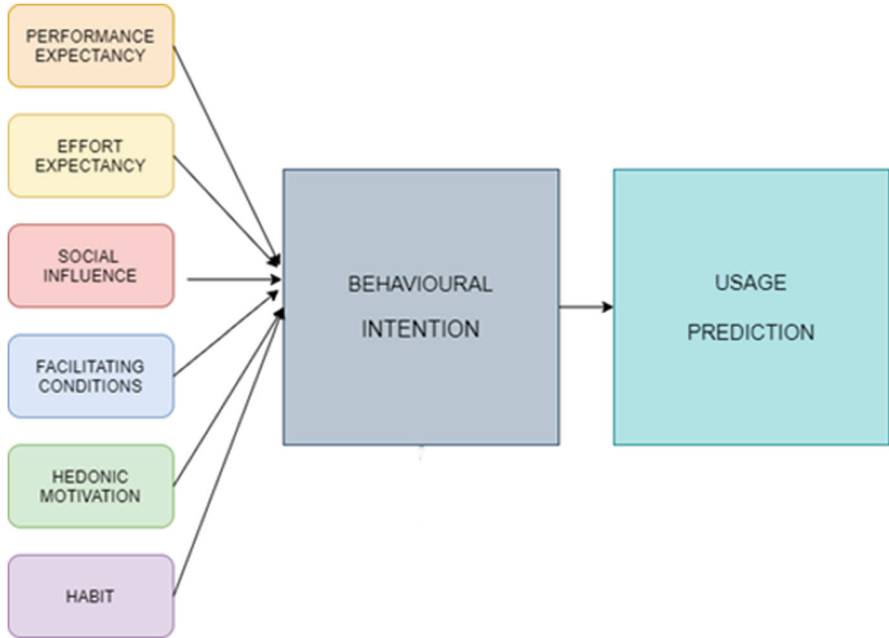 PERFORMANCE
EXPECTANCY
EFFORT
EXPECTANCY
SOCIAL
INFLUENCE
FACILITATING
CONDITIONS
HEDONIC
MOTIVATION
HABIT
BEHAVIOURAL
INTENTION
USAGE
PREDICTION